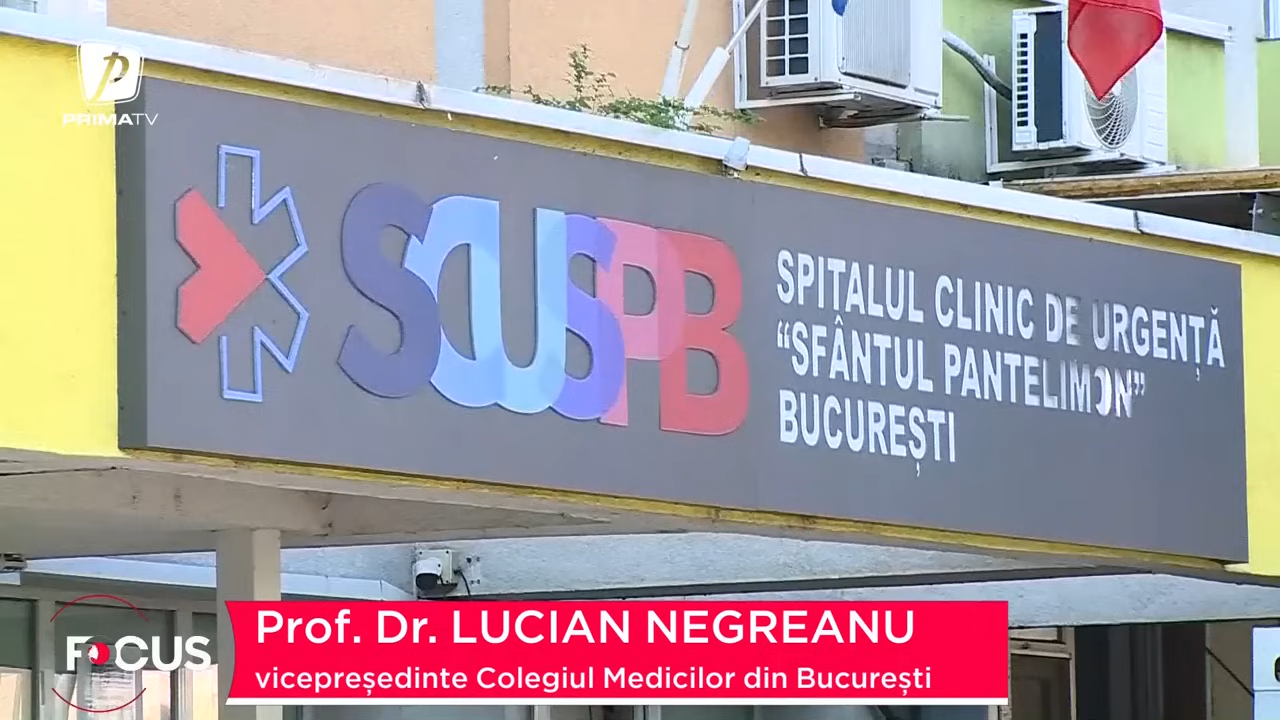 PRIMATV
SCUSPB
SPITALUL CLINIC DE URGENȚĂ
“SFÂNTUL PANTELIMON”
BUCUREȘTI
FOCUS
Prof. Dr. LUCIAN NEGREANU
vicepreședinte Colegiul Medicilor din București